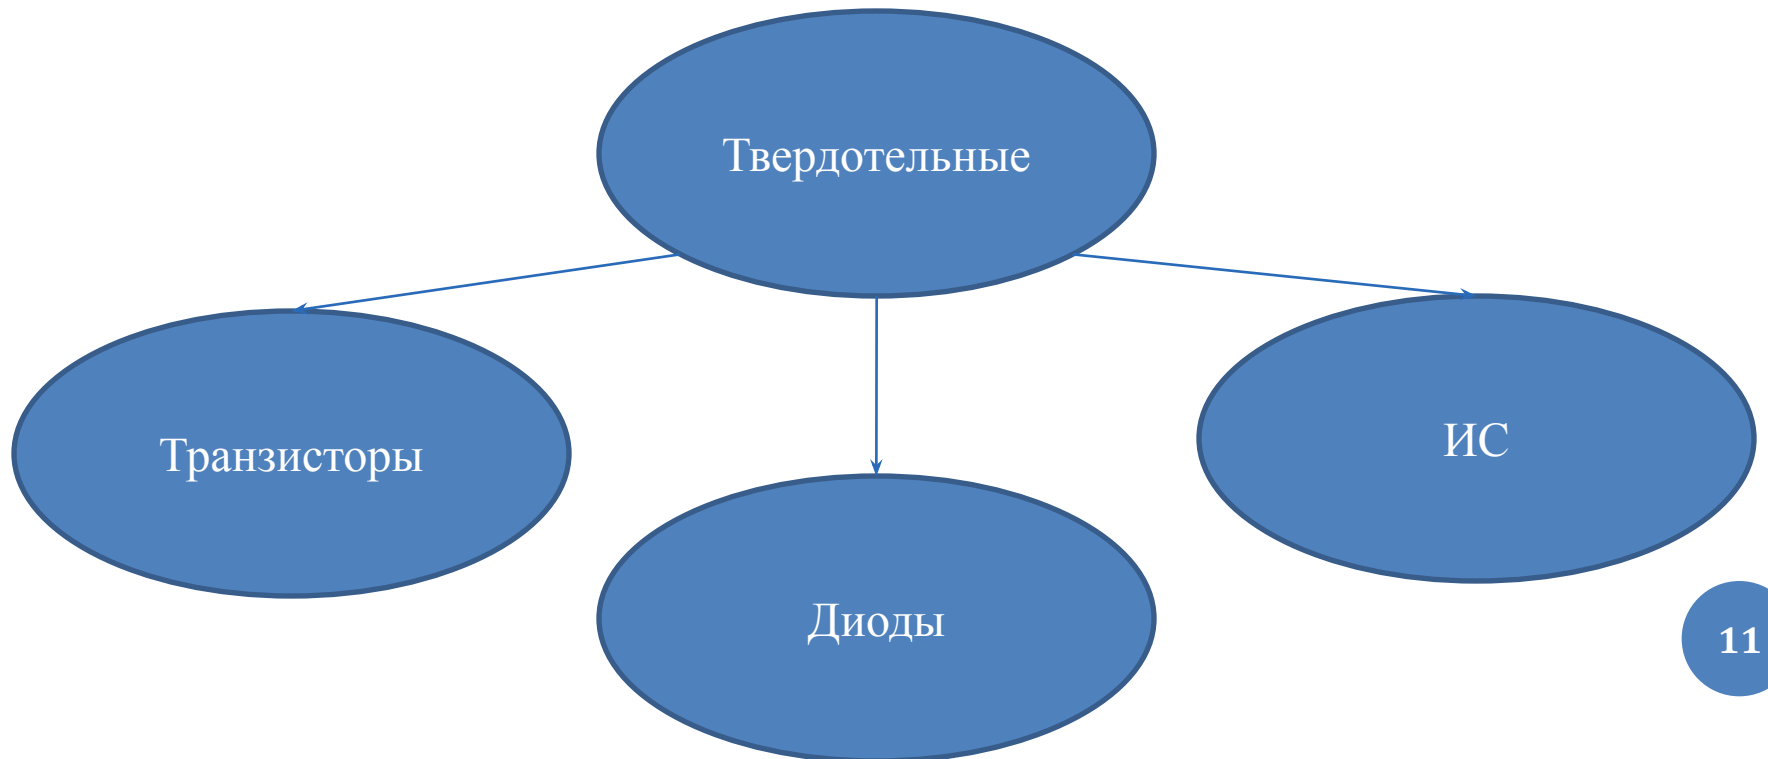 Твердотельные
Транзисторы
ИС
Диоды
11